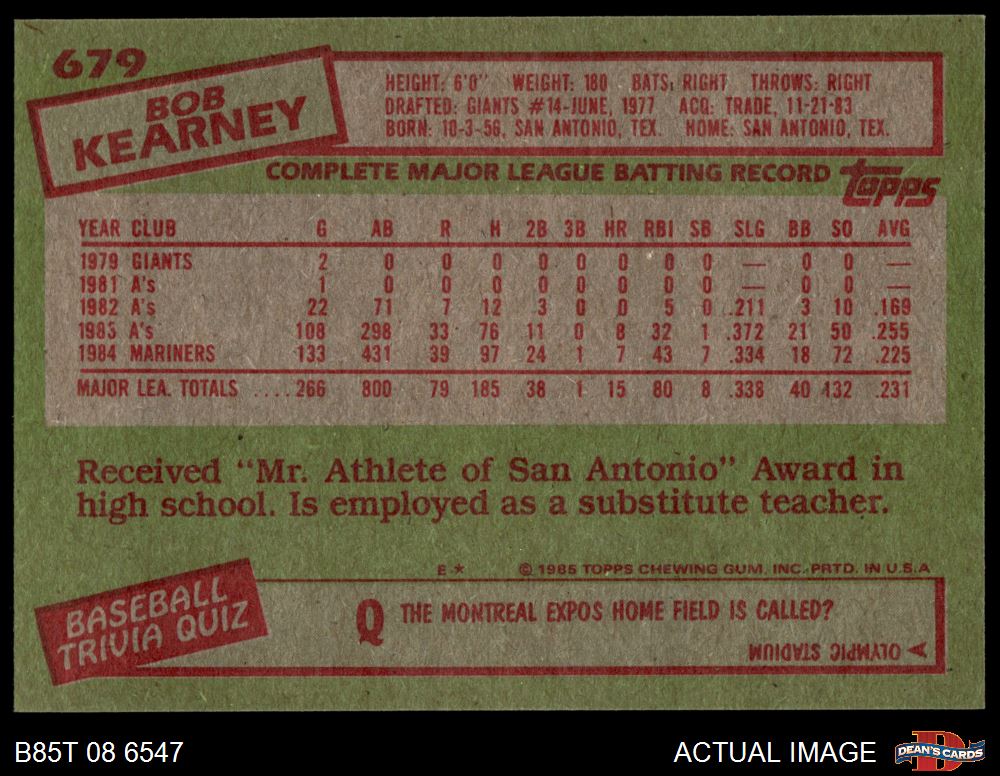 679
BOB
KEARNEY
HEIGHT: 6'0" WEIGHT: 180 BATS: RIGHT THROWS: RIGHT
DRAFTED: GIANTS #14-JUNE, 1977 ACQ: TRADE, 11-21-83
BORN: 10-3-56, SAN ANTONIO, TEX. HOME: SAN ANTONIO, TEX.
COMPLETE MAJOR LEAGUE BATTING RECORD
topps
YEAR CLUB G AB R H 2B 3B HR RBI SB SLG BB SO AVG
1979 GIANTS 2 0 0 0 0 0 0 0 0 — 0 0 —
1981 A's 1 0 0 0 0 0 0 0 0 — 0 0 —
1982 A's 22 71 7 12 3 0 0 5 0 .211 3 10 .169
1983 A's 108 298 33 76 11 0 8 32 1 .372 21 50 .255
1984 MARINERS 133 431 39 97 24 1 7 43 7 .334 18 72 .225
MAJOR LEA. TOTALS ....266 800 79 185 38 1 15 80 8 .338 40 132 .231
Received "Mr. Athlete of San Antonio" Award in
high school. Is employed as a substitute teacher.
E* © 1985 TOPPS CHEWING GUM, INC. PRTD. IN U.S.A
BASEBALL
TRIVIA QUIZ
Q THE MONTREAL EXPOS HOME FIELD IS CALLED?
A OLYMPIC STADIUM
B85T 08 6547
ACTUAL IMAGE
D
DEAN'S CARDS